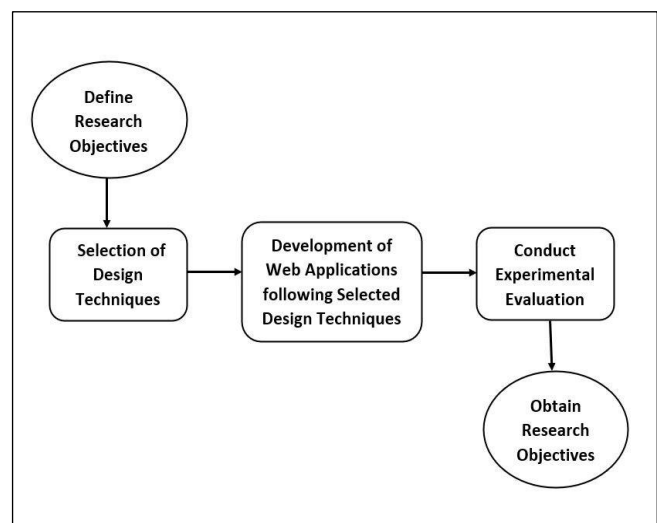 Define
Research
Objectives
Selection of
Design
Techniques
Development of
Web Applications
following Selected
Design Techniques
Conduct
Experimental
Evaluation
Obtain
Research
Objectives